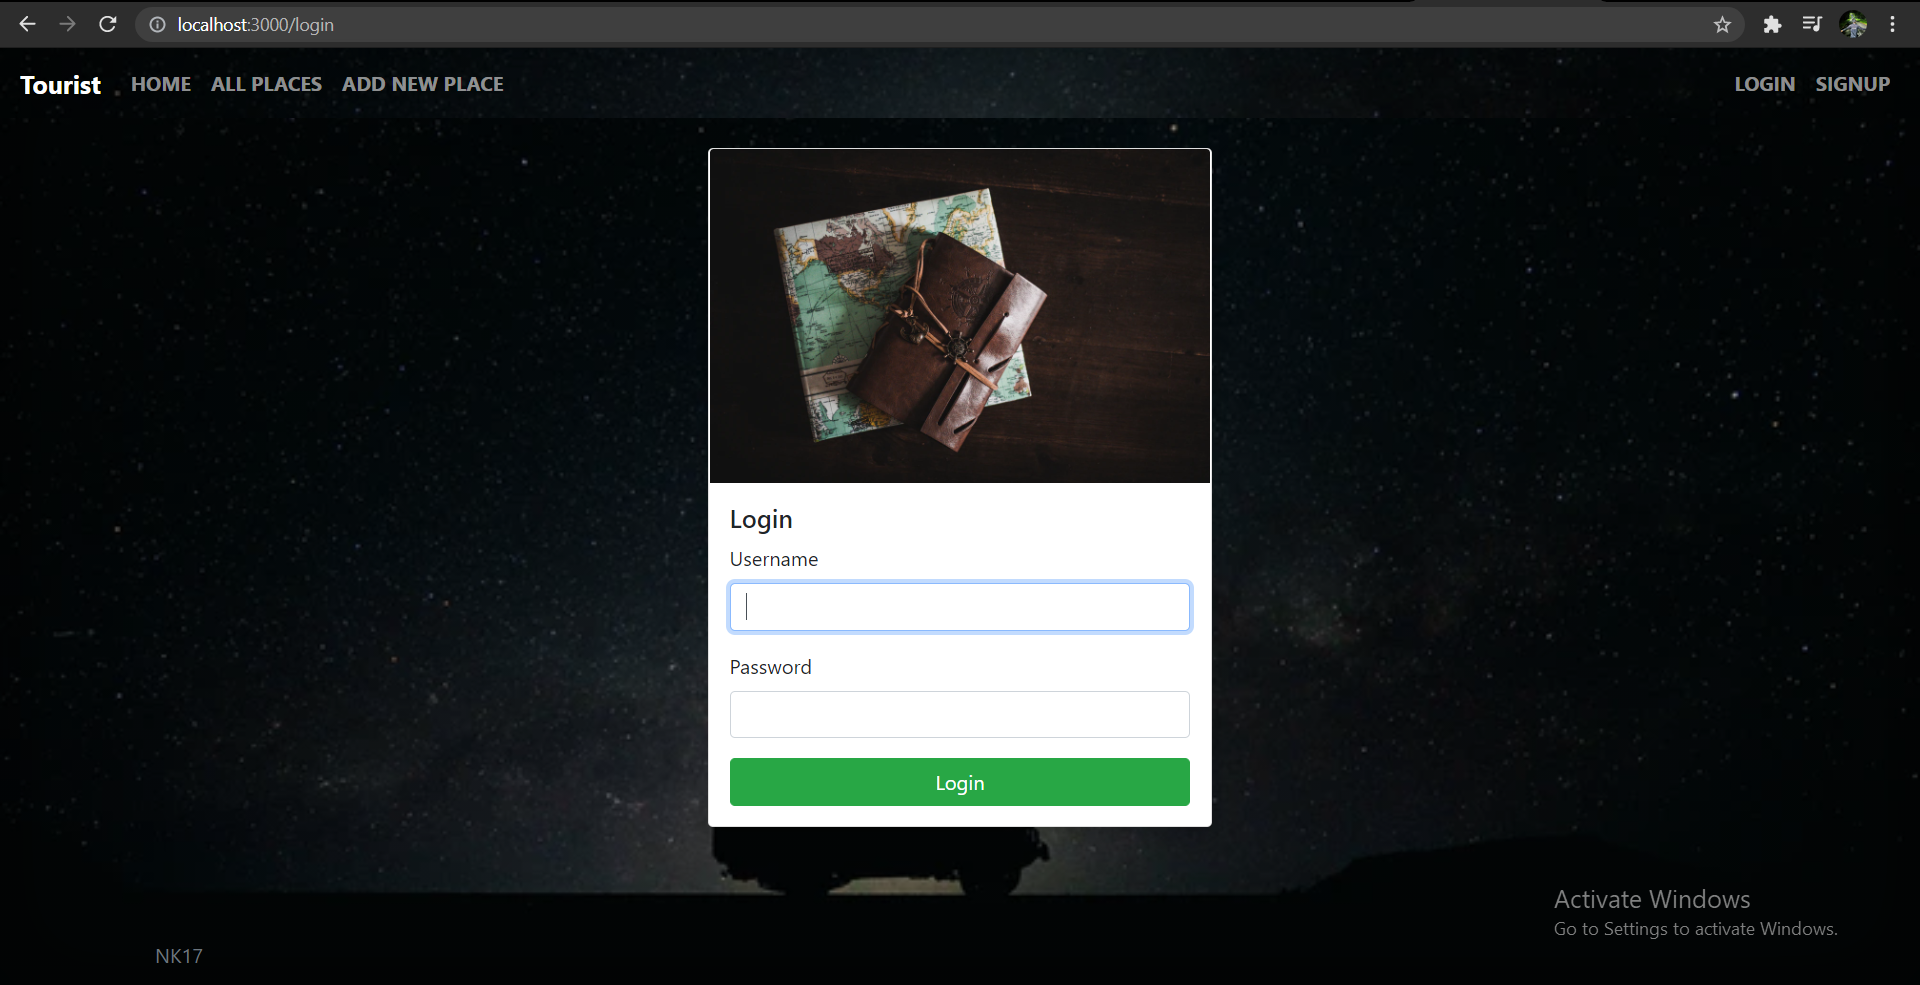 localhost:3000/login
Tourist HOME ALL PLACES ADD NEW PLACE LOGIN SIGNUP
Login
Username
Password
Login
Activate Windows
Go to Settings to activate Windows.
NK17